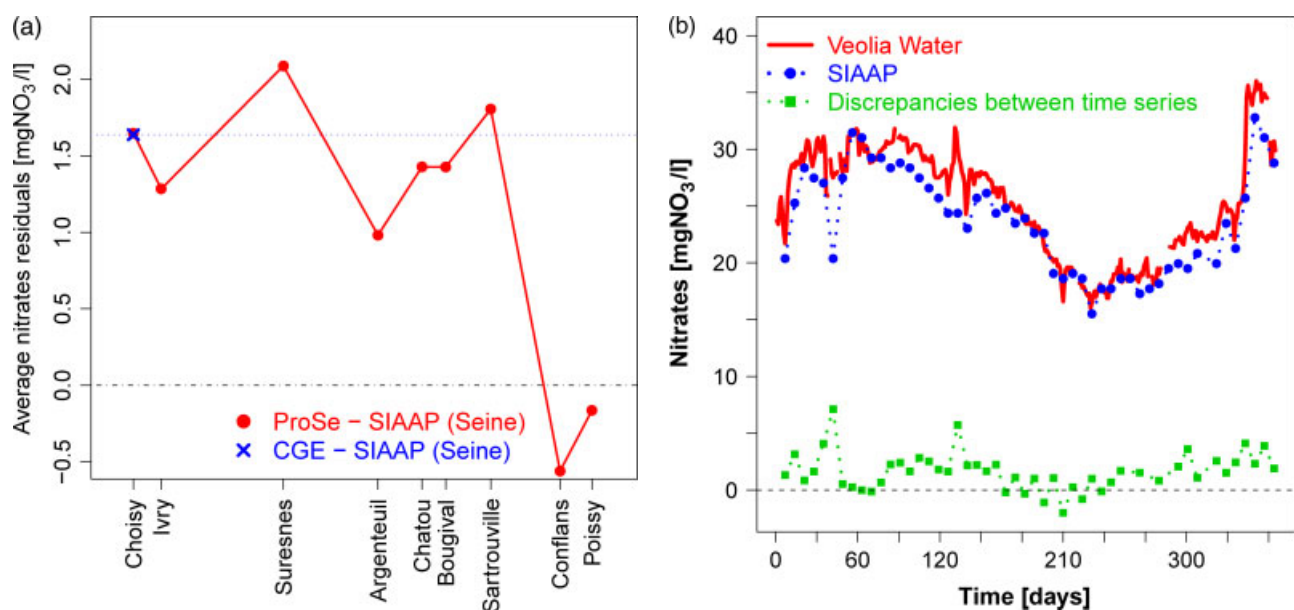 (a)
Average nitrates residuals [mgNO3/l]
2.0
1.5
1.0
0.5
0.0
−0.5
ProSe − SIAAP (Seine)
CGE − SIAAP (Seine)
Choisy
Ivry
Suresnes
Argenteuil
Chatou
Bougival
Sartrouville
Conflans
Poissy
(b)
Nitrates [mgNO3/l]
40
30
20
10
0
Veolia Water
SIAAP
Discrepancies between time series
0 60 120 210 300
Time [days]